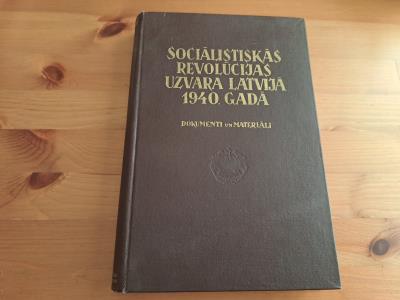 SOCIĀLISTISKĀS
REVOLŪCIJAS
UZVARA LATVIJĀ
1940. GADĀ
DOKUMENTI UN MATERIĀLI